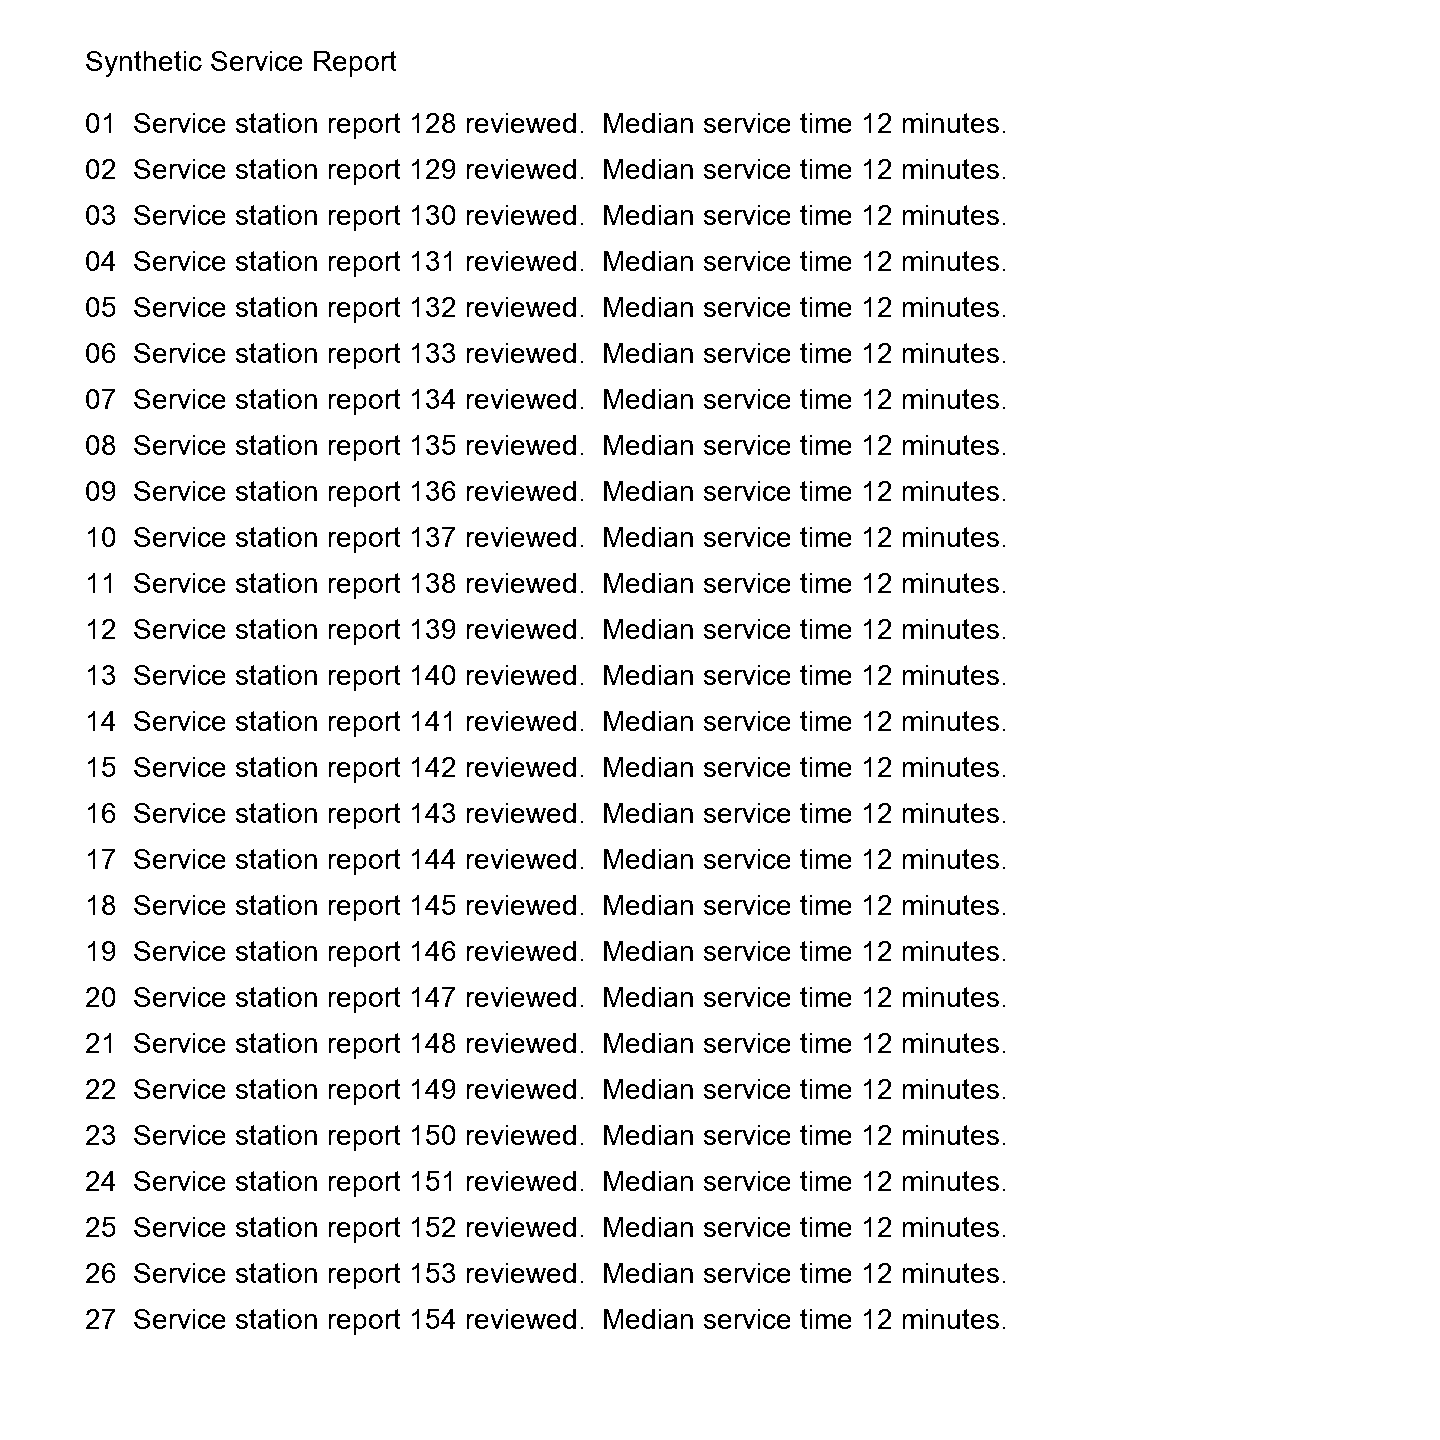 Synthetic Service Report
01  Service station report 128 reviewed.  Median service time 12 minutes.
02  Service station report 129 reviewed.  Median service time 12 minutes.
03  Service station report 130 reviewed.  Median service time 12 minutes.
04  Service station report 131 reviewed.  Median service time 12 minutes.
05  Service station report 132 reviewed.  Median service time 12 minutes.
06  Service station report 133 reviewed.  Median service time 12 minutes.
07  Service station report 134 reviewed.  Median service time 12 minutes.
08  Service station report 135 reviewed.  Median service time 12 minutes.
09  Service station report 136 reviewed.  Median service time 12 minutes.
10  Service station report 137 reviewed.  Median service time 12 minutes.
11  Service station report 138 reviewed.  Median service time 12 minutes.
12  Service station report 139 reviewed.  Median service time 12 minutes.
13  Service station report 140 reviewed.  Median service time 12 minutes.
14  Service station report 141 reviewed.  Median service time 12 minutes.
15  Service station report 142 reviewed.  Median service time 12 minutes.
16  Service station report 143 reviewed.  Median service time 12 minutes.
17  Service station report 144 reviewed.  Median service time 12 minutes.
18  Service station report 145 reviewed.  Median service time 12 minutes.
19  Service station report 146 reviewed.  Median service time 12 minutes.
20  Service station report 147 reviewed.  Median service time 12 minutes.
21  Service station report 148 reviewed.  Median service time 12 minutes.
22  Service station report 149 reviewed.  Median service time 12 minutes.
23  Service station report 150 reviewed.  Median service time 12 minutes.
24  Service station report 151 reviewed.  Median service time 12 minutes.
25  Service station report 152 reviewed.  Median service time 12 minutes.
26  Service station report 153 reviewed.  Median service time 12 minutes.
27  Service station report 154 reviewed.  Median service time 12 minutes.